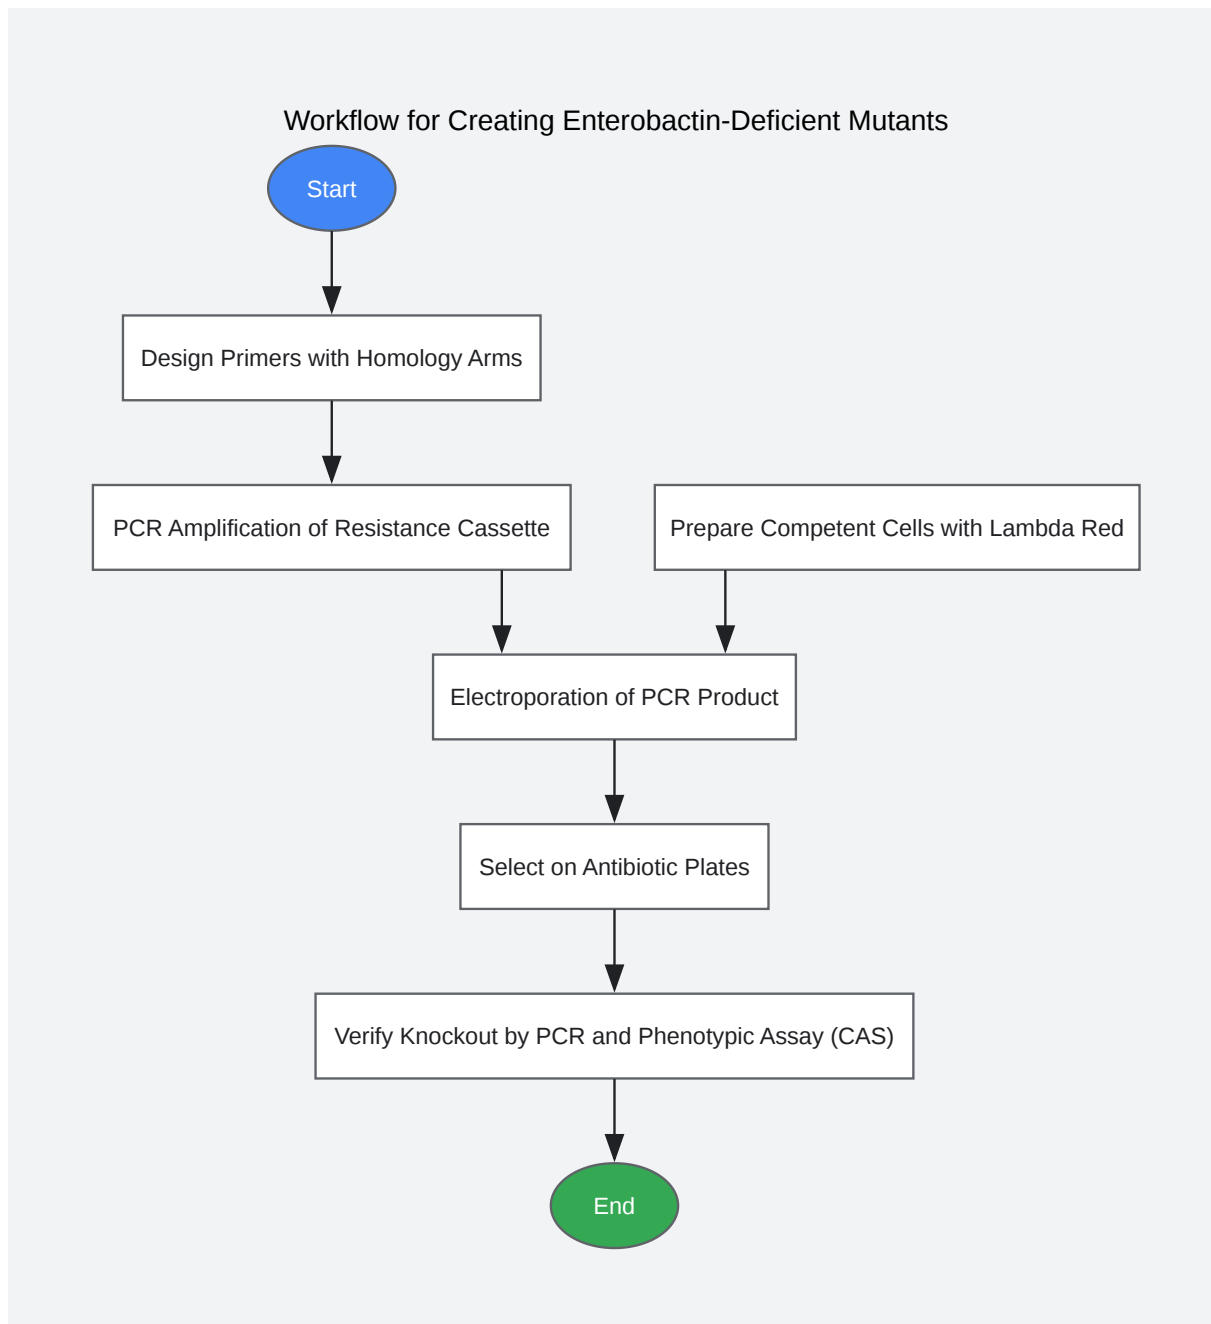 Workflow for Creating Enterobactin-Deficient Mutants
Start
Design Primers with Homology Arms
PCR Amplification of Resistance Cassette
Prepare Competent Cells with Lambda Red
Electroporation of PCR Product
Select on Antibiotic Plates
Verify Knockout by PCR and Phenotypic Assay (CAS)
End